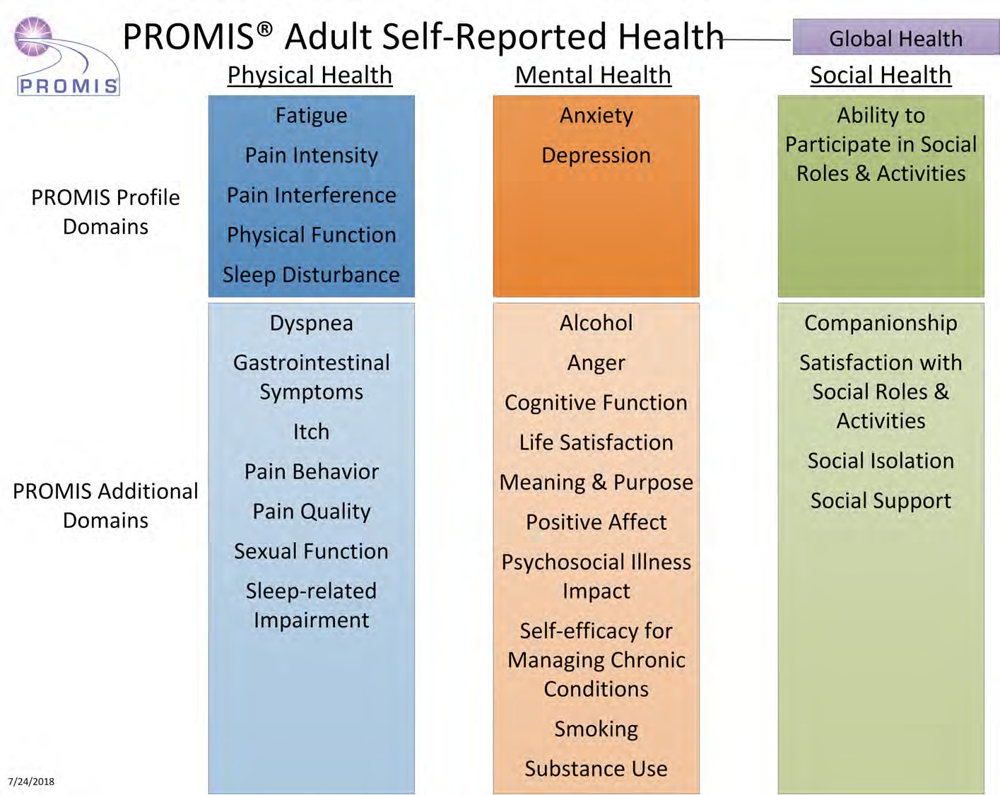 PROMIS® Adult Self-Reported Health
Global Health
PROMIS®
Physical Health
Mental Health
Social Health
PROMIS Profile
Domains
Fatigue
Pain Intensity
Pain Interference
Physical Function
Sleep Disturbance
Anxiety
Depression
Ability to
Participate in Social
Roles & Activities
PROMIS Additional
Domains
Dyspnea
Gastrointestinal
Symptoms
Itch
Pain Behavior
Pain Quality
Sexual Function
Sleep-related
Impairment
Alcohol
Anger
Cognitive Function
Life Satisfaction
Meaning & Purpose
Positive Affect
Psychosocial Illness
Impact
Self-efficacy for
Managing Chronic
Conditions
Smoking
Substance Use
Companionship
Satisfaction with
Social Roles &
Activities
Social Isolation
Social Support
7/24/2018